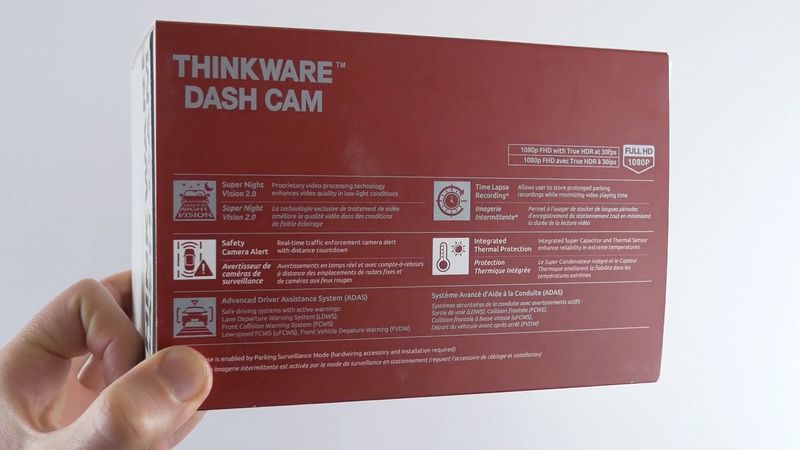 THINKWARE™
DASH CAM
1080p FHD with True HDR at 30fps
1080p FHD avec True HDR à 30ips
FULL HD
1080P
SUPER NIGHT
VISION
Super Night
Vision 2.0
Proprietary video processing technology
enhances video quality in low-light conditions
Super Night
Vision 2.0
La technologie exclusive de traitement de vidéo
améliore la qualité vidéo dans des conditions
de faible éclairage
Time Lapse
Recording*
Allows user to store prolonged parking
recordings while minimizing video playing time
Imagerie
Intermittente*
Permet à l'usager de stocker de longues périodes
d'enregistrement du stationnement tout en minimisant
la durée de la lecture vidéo
Safety
Camera Alert
Real-time traffic enforcement camera alert
with distance countdown
Avertisseur de
caméras de
surveillance
Avertissements en temps réel et avec compte-à-rebours
à distance des emplacements de radars fixes et
de caméras aux feux rouges
Integrated
Thermal Protection
Integrated Super Capacitor and Thermal Sensor
enhance reliability in extreme temperatures
Protection
Thermique Intégrée
Le Super Condensateur intégré et le Capteur
Thermique améliorent la fiabilité dans les
températures extrêmes
Advanced Driver Assistance System (ADAS)
Safe driving systems with active warnings:
Lane Departure Warning System (LDWS),
Front Collision Warning System (FCWS)
Low-speed FCWS (uFCWS), Front Vehicle Depature Warning (FVDW)
Système Avancé d'Aide à la Conduite (ADAS)
Systèmes sécuritaires de la conduite avec avertissements actifs :
Sortie de voie (LDWS), Collision frontale (FCWS),
Collision frontale à basse vitesse (uFCWS),
Départ du véhicule avant après arrêt (FVDW)
se is enabled by Parking Surveillance Mode (hardwiring accessory and installation required)
Imagerie Intermittente est activée par le mode de surveillance en stationnement (requiert l'accessoire de câblage et installation)